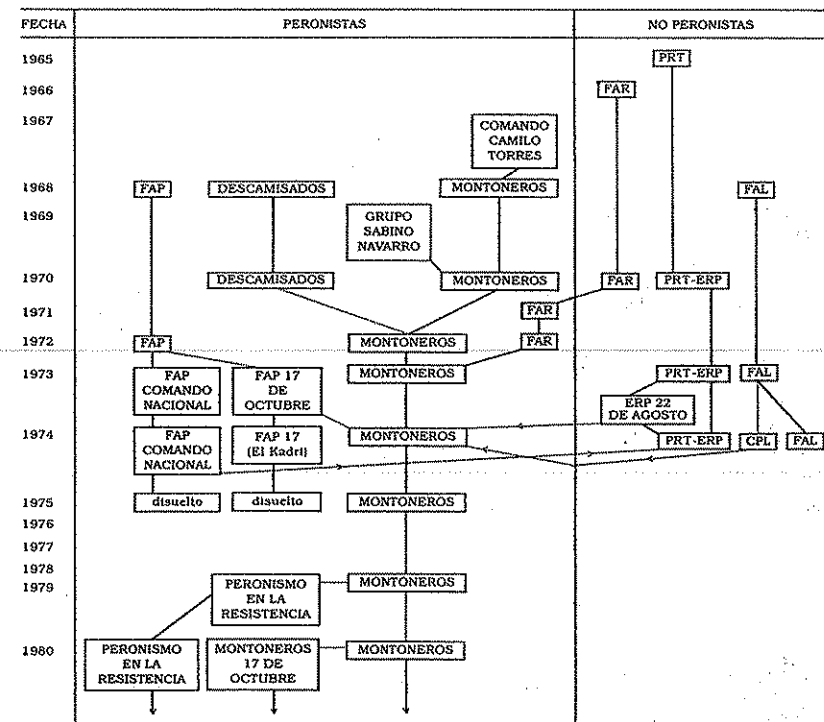 FECHA PERONISTAS NO PERONISTAS
1965 PRT
1966 FAR
1967
COMANDO
CAMILO
TORRES
1968 FAP DESCAMISADOS MONTONEROS FAL
1969
GRUPO
SABINO
NAVARRO
1970 DESCAMISADOS MONTONEROS FAR PRT-ERP
1971 FAR
1972 FAP MONTONEROS FAR
1973 MONTONEROS PRT-ERP FAL
FAP
COMANDO
NACIONAL
FAP 17
DE
OCTUBRE
ERP 22
DE AGOSTO
1974 MONTONEROS PRT-ERP CPL FAL
FAP
COMANDO
NACIONAL
FAP 17
(El Kadri)
1975 disuelto disuelto MONTONEROS
1976
1977
1978
1979 MONTONEROS
PERONISMO
EN LA
RESISTENCIA
1980 MONTONEROS
PERONISMO
EN LA
RESISTENCIA
MONTONEROS
17 DE
OCTUBRE